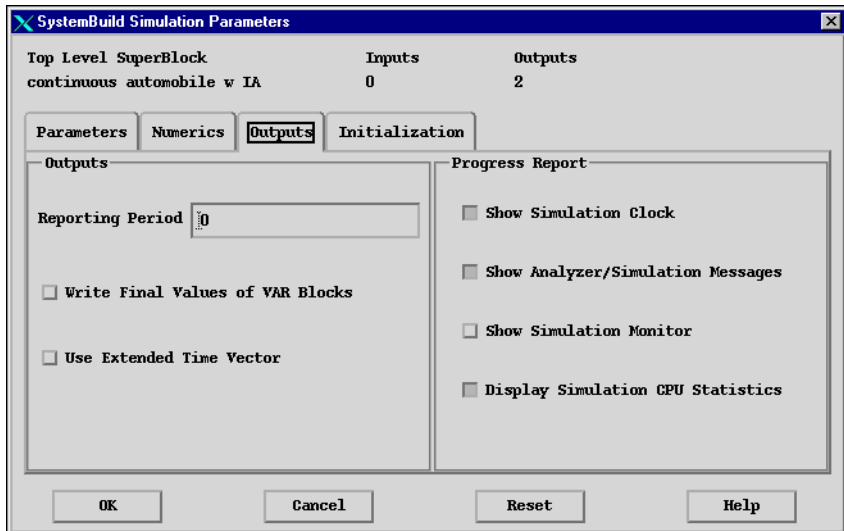 SystemBuild Simulation Parameters
Top Level SuperBlock Inputs Outputs
continuous automobile w IA 0 2
Parameters Numerics Outputs Initialization
Outputs
Reporting Period 0
Write Final Values of VAR Blocks
Use Extended Time Vector
Progress Report
Show Simulation Clock
Show Analyzer/Simulation Messages
Show Simulation Monitor
Display Simulation CPU Statistics
OK Cancel Reset Help